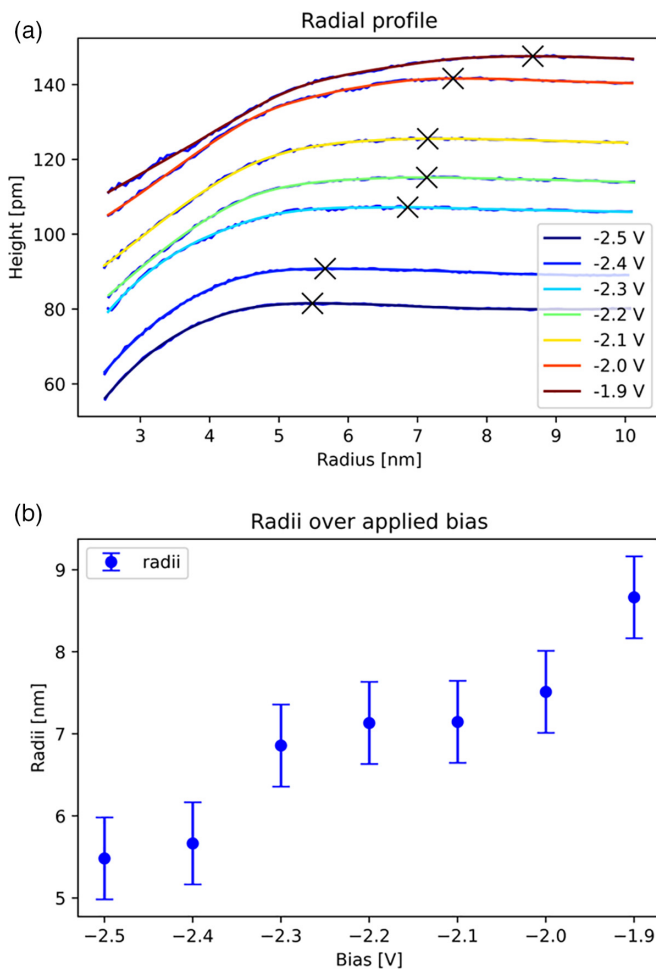 (a)
Radial profile
Height [pm]
140
120
100
80
60
-2.5 V
-2.4 V
-2.3 V
-2.2 V
-2.1 V
-2.0 V
-1.9 V
3 4 5 6 7 8 9 10
Radius [nm]
(b)
Radii over applied bias
radii
Radii [nm]
9
8
7
6
5
−2.5 −2.4 −2.3 −2.2 −2.1 −2.0 −1.9
Bias [V]